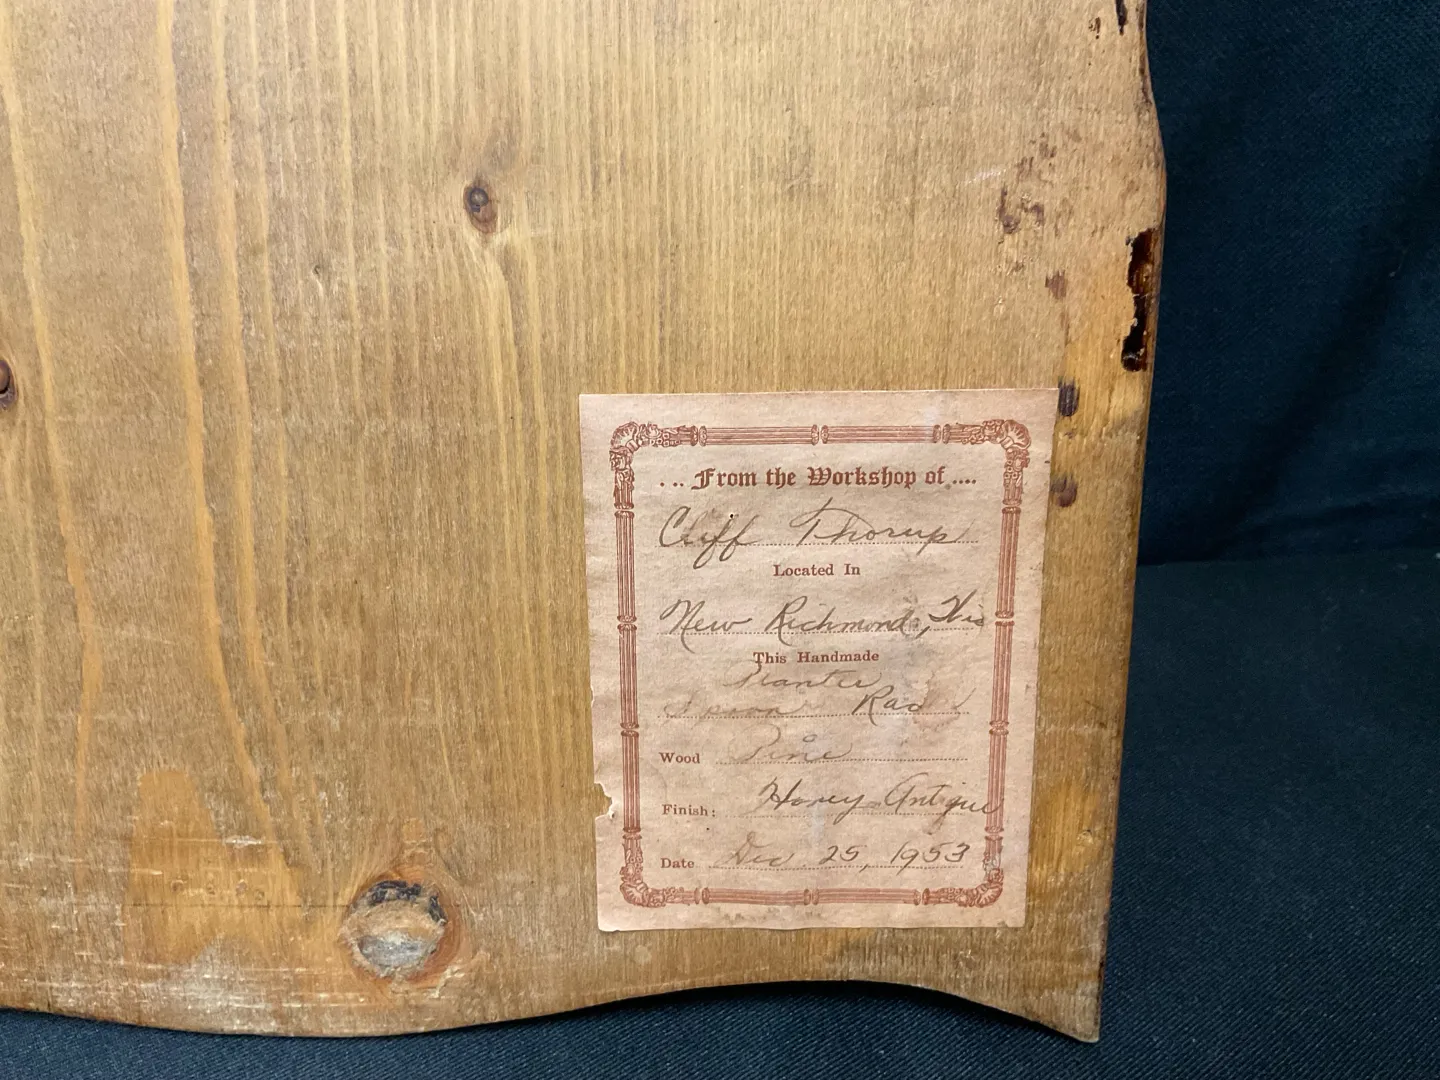 ... From the Workshop of ....
Cliff Thorup
Located In
New Richmond, Wis
This Handmade
Planter
Spoon Rack
Wood Pine
Finish: Honey Antique
Date Dec 25, 1953